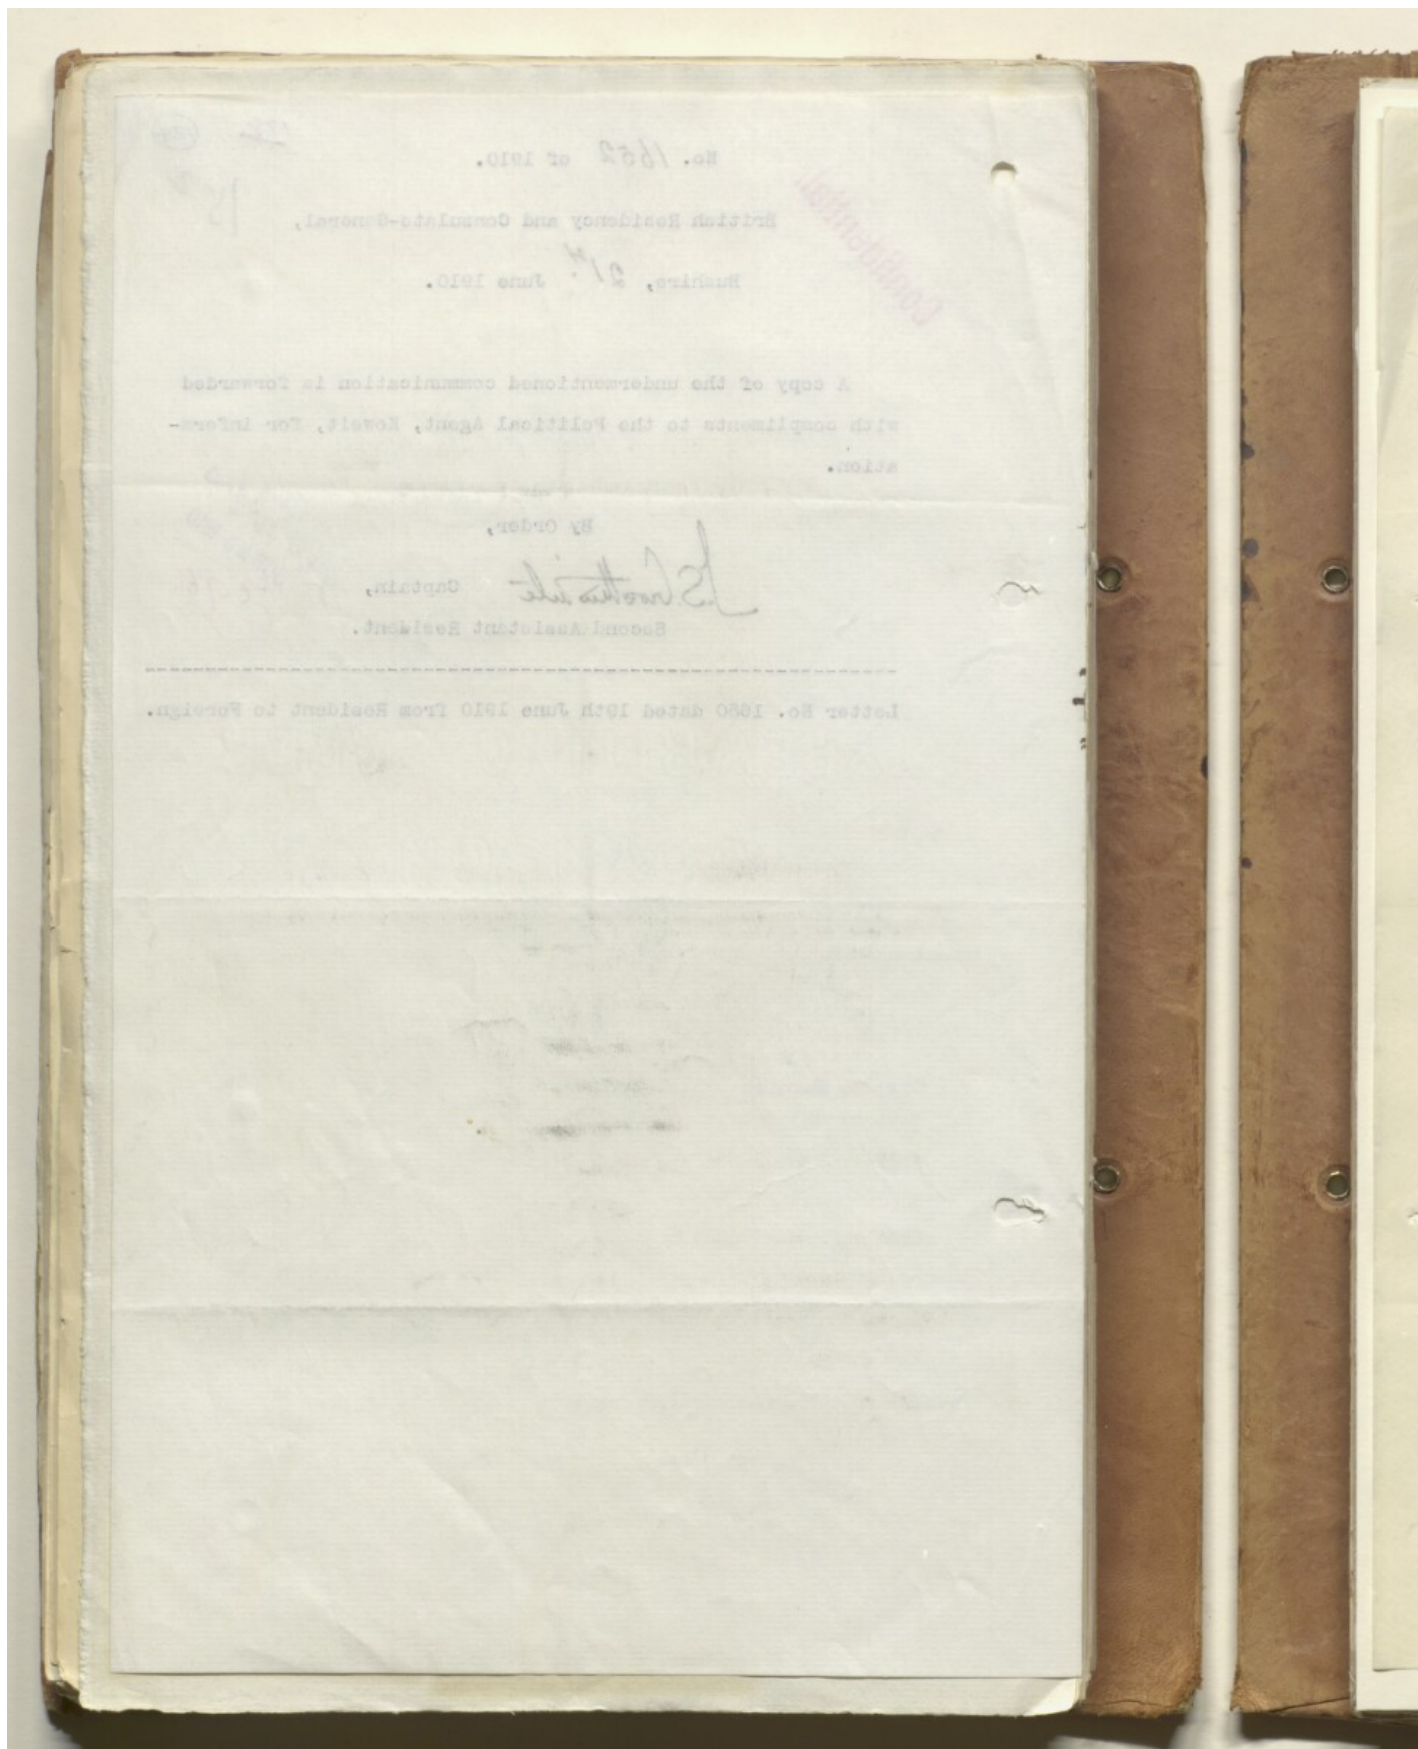 Confidential.
No. 1652 of 1910.
British Residency and Consulate-General,
Bushire, 21st June 1910.
A copy of the undermentioned communication is forwarded
with compliments to the Political Agent, Koweit, for inform-
ation.
By Order,
Captain,
Second Assistant Resident.
Letter No. 1650 dated 19th June 1910 from Resident to Foreign.